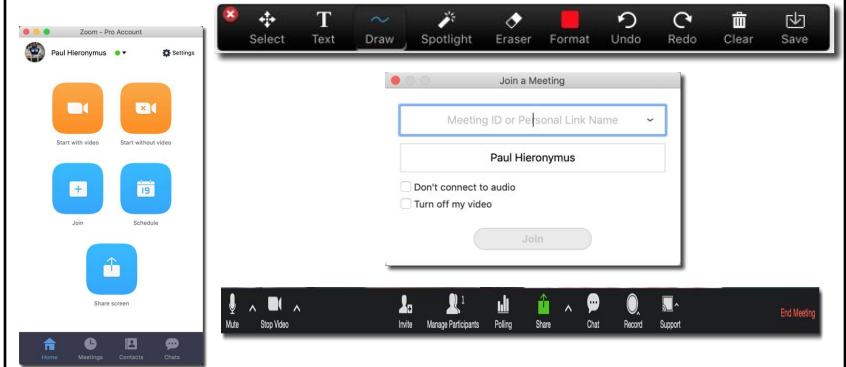 Zoom - Pro Account
Paul Hieronymus
Settings
Start with video
Start without video
Join
19
Schedule
Share screen
Home
Meetings
Contacts
Chats
Select
Text
Draw
Spotlight
Eraser
Format
Undo
Redo
Clear
Save
Join a Meeting
Meeting ID or Personal Link Name
Paul Hieronymus
Don't connect to audio
Turn off my video
Join
Mute
Stop Video
Invite
1
Manage Participants
Polling
Share
Chat
Record
Support
End Meeting